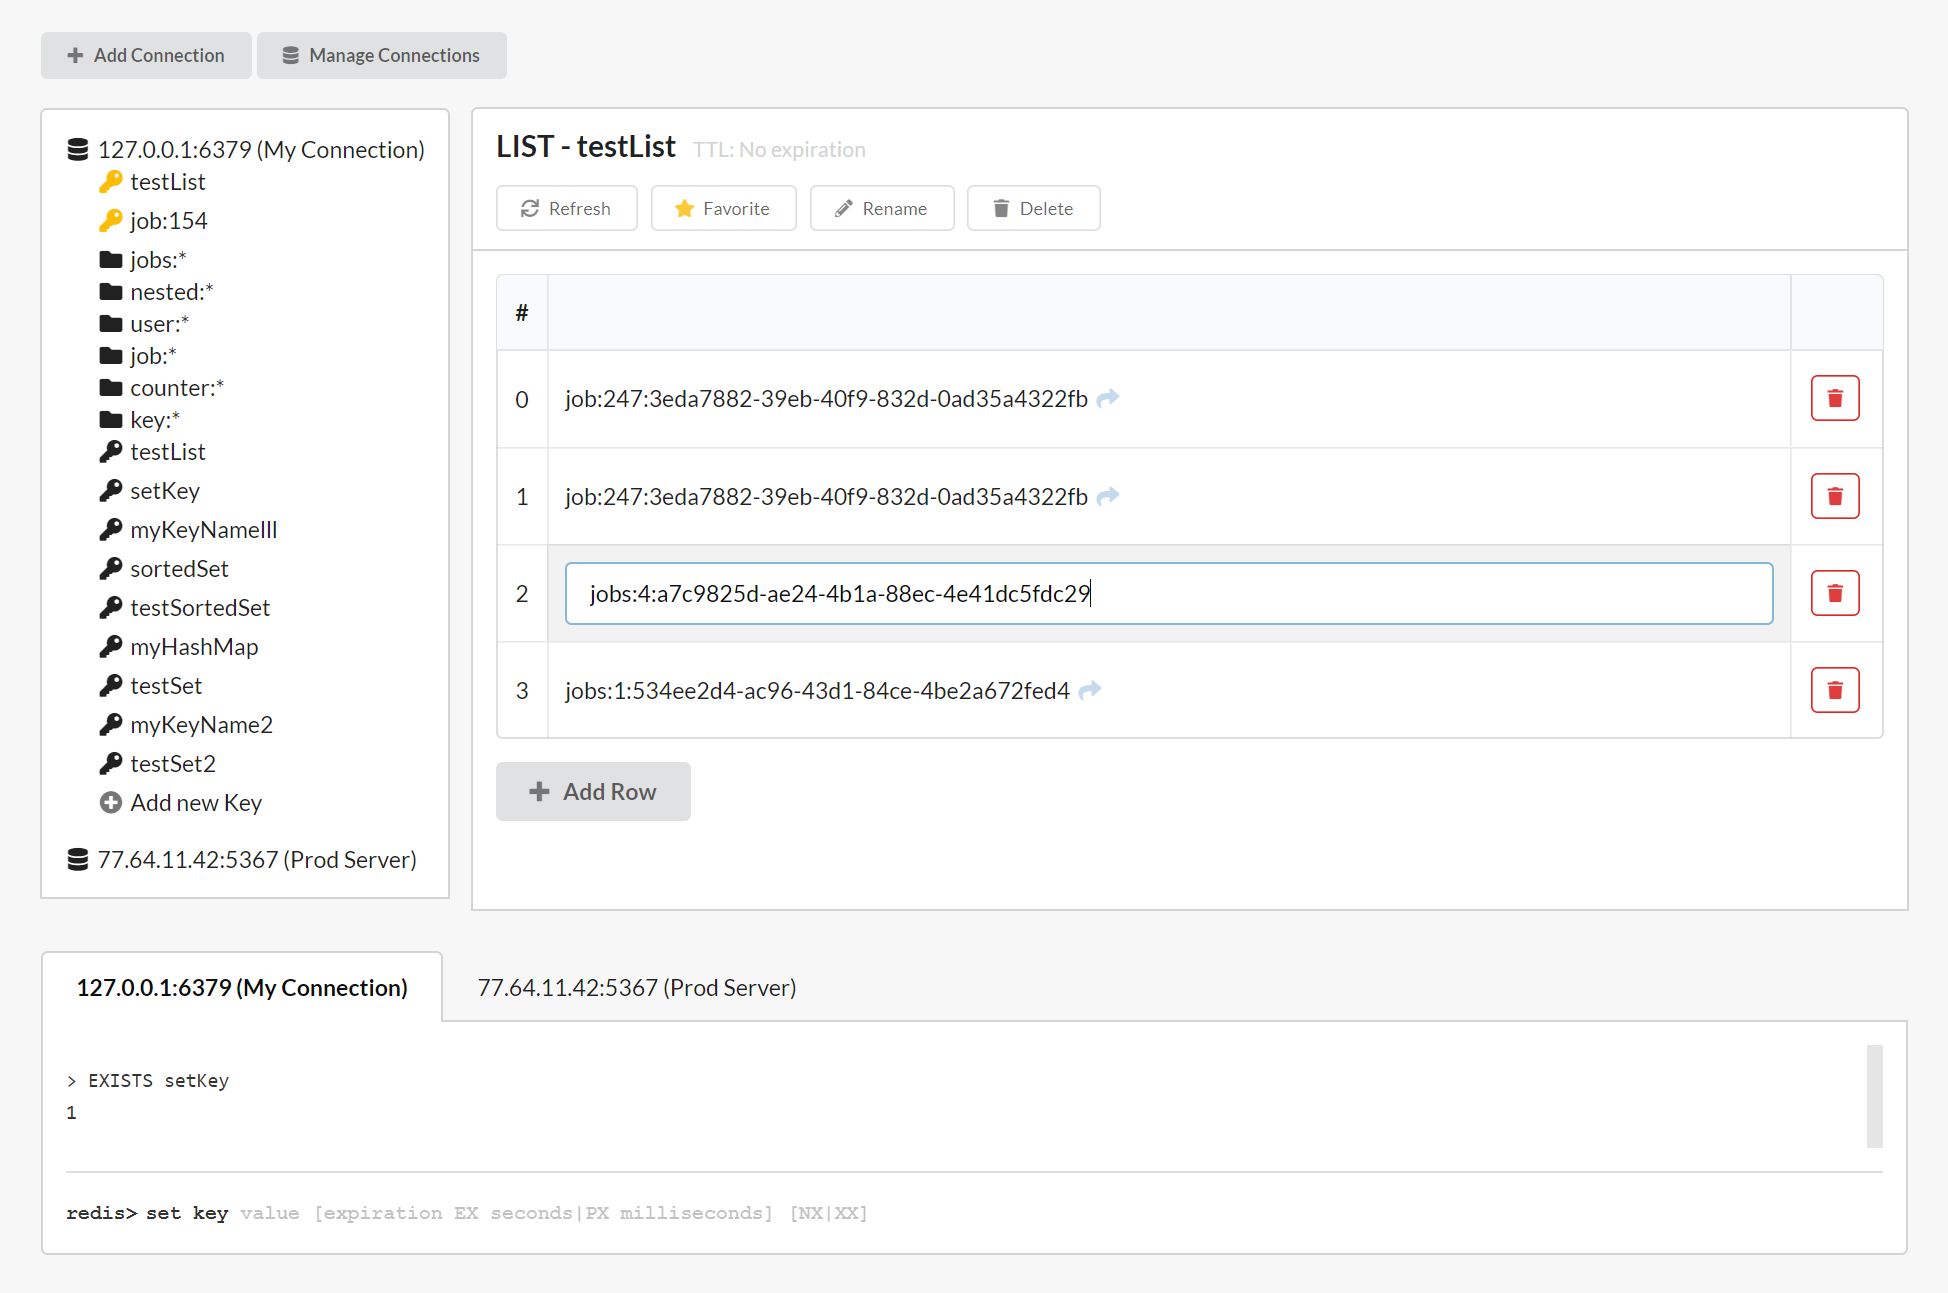 Add Connection
Manage Connections
127.0.0.1:6379 (My Connection)
testList
job:154
jobs:*
nested:*
user:*
job:*
counter:*
key:*
testList
setKey
myKeyNameIII
sortedSet
testSortedSet
myHashMap
testSet
myKeyName2
testSet2
Add new Key
77.64.11.42:5367 (Prod Server)
LIST - testList TTL: No expiration
Refresh
Favorite
Rename
Delete
#
0 job:247:3eda7882-39eb-40f9-832d-0ad35a4322fb
1 job:247:3eda7882-39eb-40f9-832d-0ad35a4322fb
2 jobs:4:a7c9825d-ae24-4b1a-88ec-4e41dc5fdc29
3 jobs:1:534ee2d4-ac96-43d1-84ce-4be2a672fed4
Add Row
127.0.0.1:6379 (My Connection)
77.64.11.42:5367 (Prod Server)
> EXISTS setKey
1
redis> set key value [expiration EX seconds|PX milliseconds] [NX|XX]